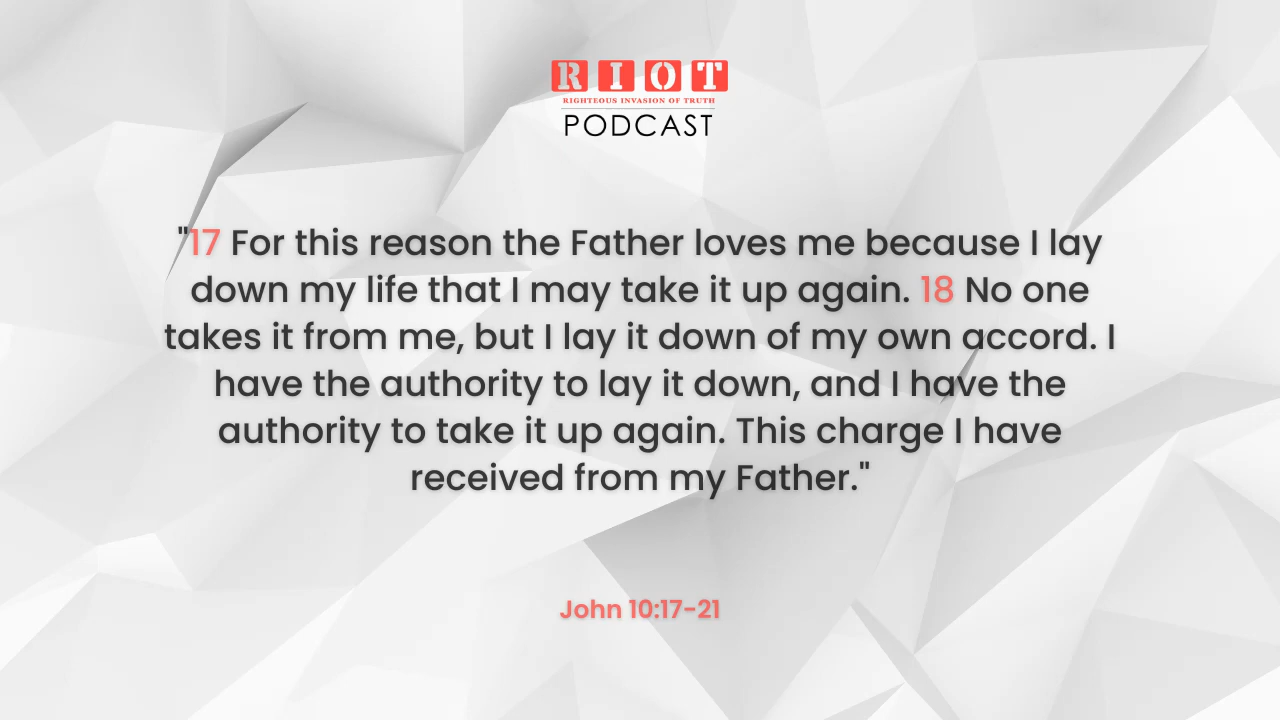 RIOT
RIGHTEOUS INVASION OF TRUTH
PODCAST
"17 For this reason the Father loves me because I lay
down my life that I may take it up again. 18 No one
takes it from me, but I lay it down of my own accord. I
have the authority to lay it down, and I have the
authority to take it up again. This charge I have
received from my Father."
John 10:17-21